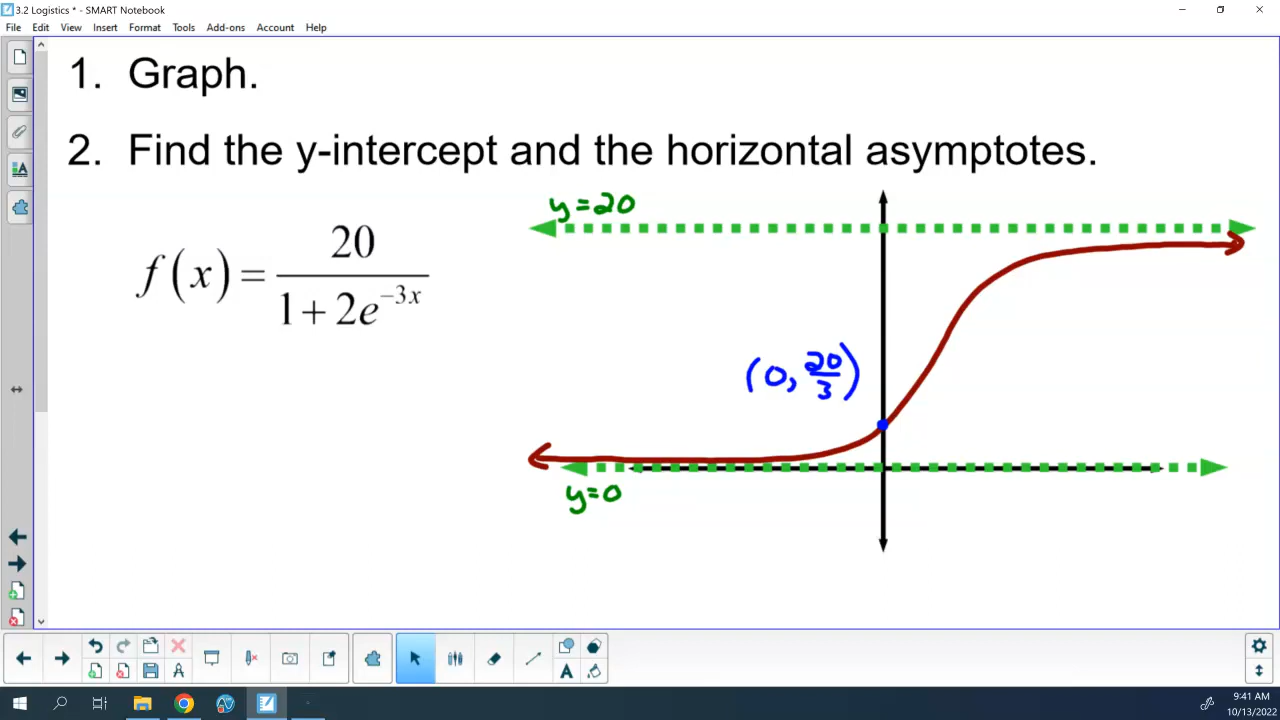 3.2 Logistics * - SMART Notebook
File Edit View Insert Format Tools Add-ons Account Help
1. Graph.
2. Find the y-intercept and the horizontal asymptotes.
y=20
f(x) = 20 / (1 + 2e^{-3x})
(0, 20/3)
y=0
9:41 AM
10/13/2022